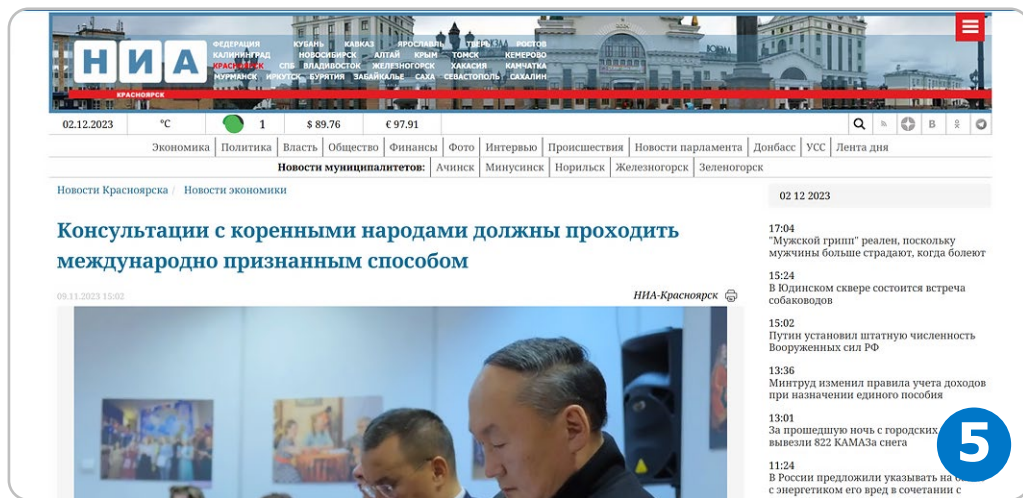 НИА
ФЕДЕРАЦИЯ КУБАНЬ КАВКАЗ ЯРОСЛАВЛЬ ТВЕРЬ РОСТОВ
КАЛИНИНГРАД НОВОСИБИРСК АЛТАЙ КРЫМ ТОМСК КЕМЕРОВО
КРАСНОЯРСК СПБ ВЛАДИВОСТОК ЖЕЛЕЗНОГОРСК ХАКАСИЯ КАМЧАТКА
МУРМАНСК ИРКУТСК БУРЯТИЯ ЗАБАЙКАЛЬЕ САХА СЕВАСТОПОЛЬ САХАЛИН
КРАСНОЯРСК
02.12.2023 °C 1 $ 89.76 € 97.91
Экономика Политика Власть Общество Финансы Фото Интервью Происшествия Новости парламента Донбасс УСС Лента дня
Новости муниципалитетов: Ачинск Минусинск Норильск Железногорск Зеленогорск
Новости Красноярска / Новости экономики
Консультации с коренными народами должны проходить
международно признанным способом
09.11.2023 15:02
НИА-Красноярск
02 12 2023
17:04
"Мужской грипп" реален, поскольку
мужчины больше страдают, когда болеют
15:24
В Юдинском сквере состоится встреча
собаководов
15:02
Путин установил штатную численность
Вооруженных сил РФ
13:36
Минтруд изменил правила учета доходов
при назначении единого пособия
13:01
За прошедшую ночь с городских
вывезли 822 КАМАЗа снега
11:24
В России предложили указывать на
с энергетиком его вред в сочетании с
5